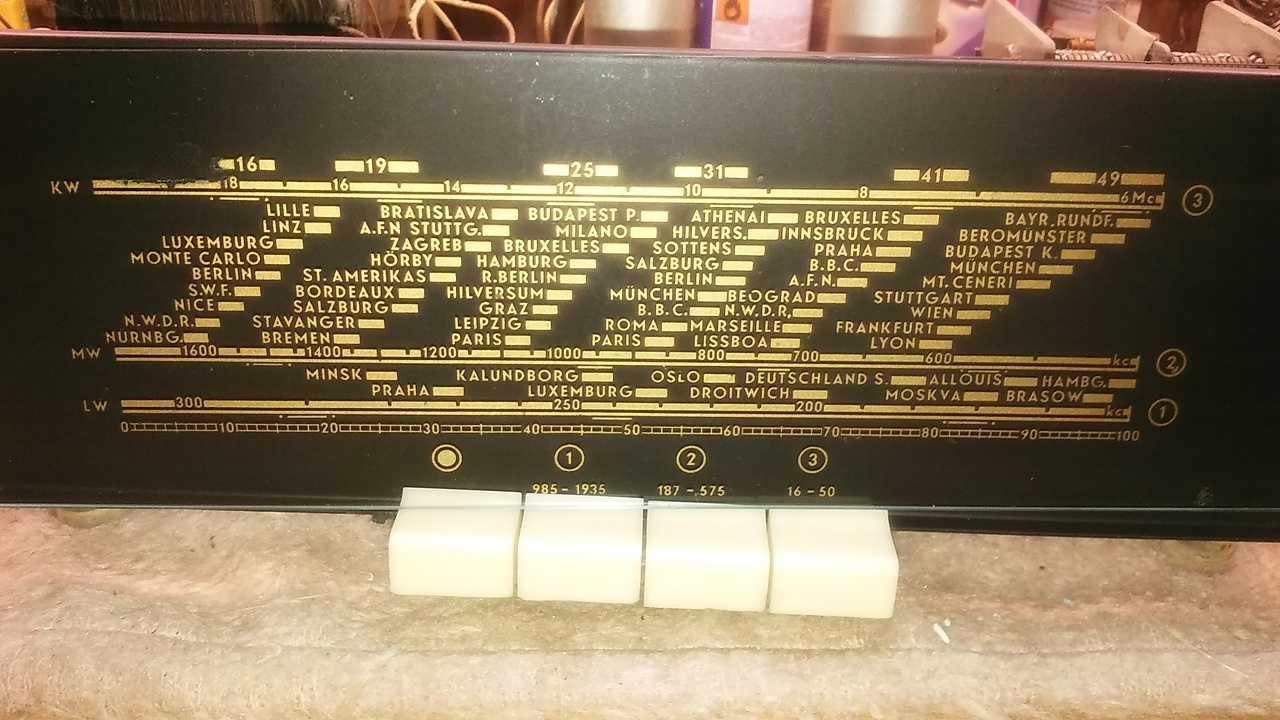 16 19 25 31 41 49
KW 18 16 14 12 10 8 6 Mc 3
LILLE BRATISLAVA BUDAPEST P. ATHENAI BRUXELLES BAYR.RUNDF.
LINZ A.F.N STUTTG. MILANO HILVERS. INNSBRUCK BEROMÜNSTER
LUXEMBURG ZAGREB BRUXELLES SOTTENS PRAHA BUDAPEST K.
MONTE CARLO HÖRBY HAMBURG SALZBURG B.B.C. MÜNCHEN
BERLIN ST. AMERIKAS R.BERLIN BERLIN A.F.N. MT. CENERI
S.W.F. BORDEAUX HILVERSUM MÜNCHEN BEOGRAD STUTTGART
NICE SALZBURG GRAZ B.B.C. N.W.D.R. WIEN
N.W.D.R. STAVANGER LEIPZIG ROMA MARSEILLE FRANKFURT
NÜRNBG. BREMEN PARIS PARIS LISSBOA LYON
MW 1600 1400 1200 1000 800 700 600 kc 2
MINSK KALUNDBORG OSLO DEUTSCHLAND S. ALLOUIS HAMBG.
PRAHA LUXEMBURG DROITWICH MOSKVA BRASOW
LW 300 250 200 kc 1
0 10 20 30 40 50 60 70 80 90 100
1 2 3
985 - 1935 187 - 575 16 - 50